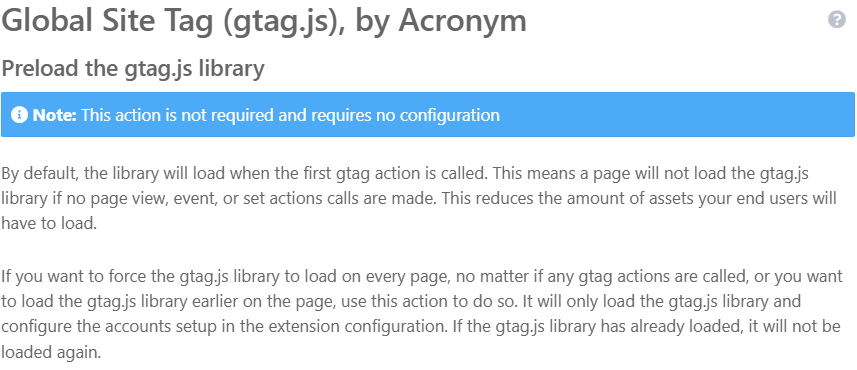 Global Site Tag (gtag.js), by Acronym
Preload the gtag.js library
Note: This action is not required and requires no configuration
By default, the library will load when the first gtag action is called. This means a page will not load the gtag.js
library if no page view, event, or set actions calls are made. This reduces the amount of assets your end users will
have to load.
If you want to force the gtag.js library to load on every page, no matter if any gtag actions are called, or you want
to load the gtag.js library earlier on the page, use this action to do so. It will only load the gtag.js library and
configure the accounts setup in the extension configuration. If the gtag.js library has already loaded, it will not be
loaded again.